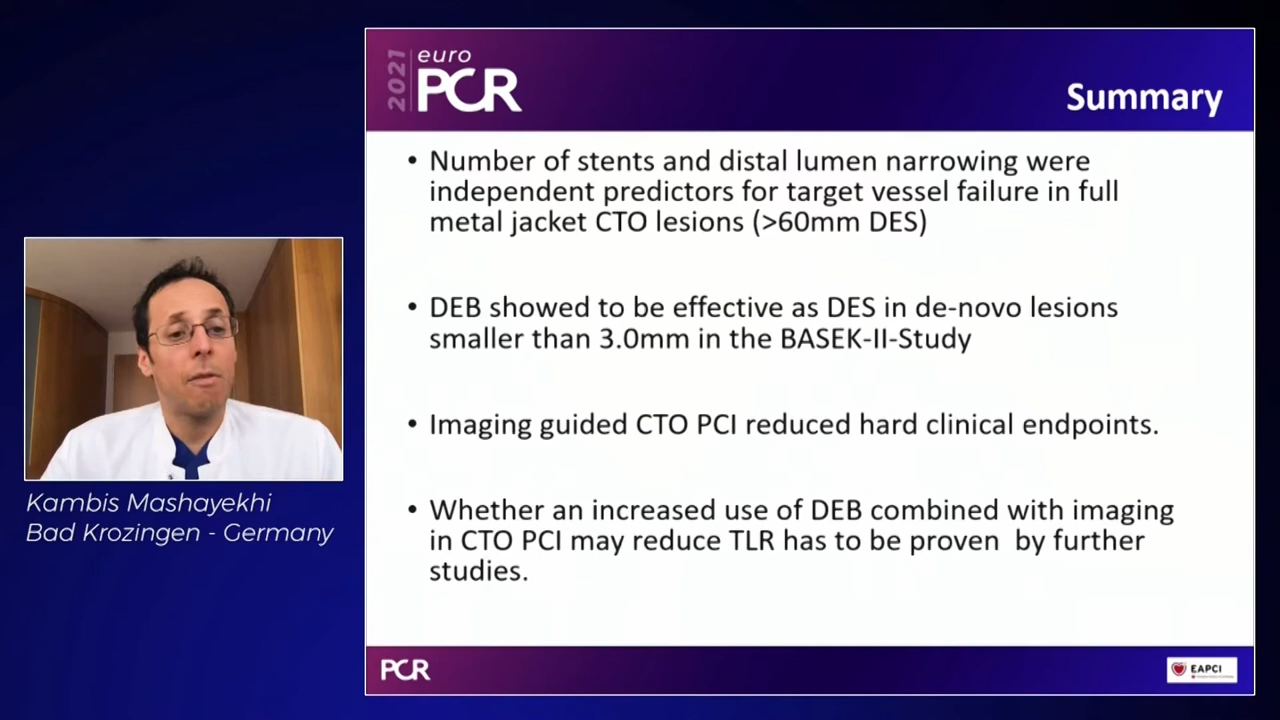 2021
euro
PCR
Summary
• Number of stents and distal lumen narrowing were
independent predictors for target vessel failure in full
metal jacket CTO lesions (>60mm DES)
• DEB showed to be effective as DES in de-novo lesions
smaller than 3.0mm in the BASEK-II-Study
• Imaging guided CTO PCI reduced hard clinical endpoints.
• Whether an increased use of DEB combined with imaging
in CTO PCI may reduce TLR has to be proven by further
studies.
Kambis Mashayekhi
Bad Krozingen - Germany
PCR
EAPCI